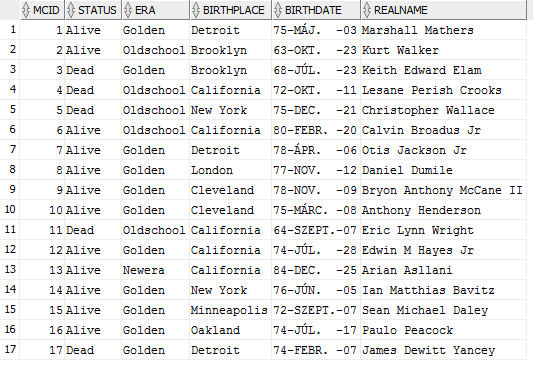 MCID STATUS ERA BIRTHPLACE BIRTHDATE REALNAME
1 1 Alive Golden Detroit 75-MÁJ. -03 Marshall Mathers
2 2 Alive Oldschool Brooklyn 63-OKT. -23 Kurt Walker
3 3 Dead Golden Brooklyn 68-JÚL. -23 Keith Edward Elam
4 4 Dead Oldschool California 72-OKT. -11 Lesane Perish Crooks
5 5 Dead Oldschool New York 75-DEC. -21 Christopher Wallace
6 6 Alive Oldschool California 80-FEBR. -20 Calvin Broadus Jr
7 7 Alive Golden Detroit 78-ÁPR. -06 Otis Jackson Jr
8 8 Alive Golden London 77-NOV. -12 Daniel Dumile
9 9 Alive Golden Cleveland 78-NOV. -09 Bryon Anthony McCane II
10 10 Alive Golden Cleveland 75-MÁRC. -08 Anthony Henderson
11 11 Dead Oldschool California 64-SZEPT.-07 Eric Lynn Wright
12 12 Alive Golden California 74-JÚL. -28 Edwin M Hayes Jr
13 13 Alive Newera California 84-DEC. -25 Arian Asllani
14 14 Alive Golden New York 76-JÚN. -05 Ian Matthias Bavitz
15 15 Alive Golden Minneapolis 72-SZEPT.-07 Sean Michael Daley
16 16 Alive Golden Oakland 74-JÚL. -17 Paulo Peacock
17 17 Dead Golden Detroit 74-FEBR. -07 James Dewitt Yancey